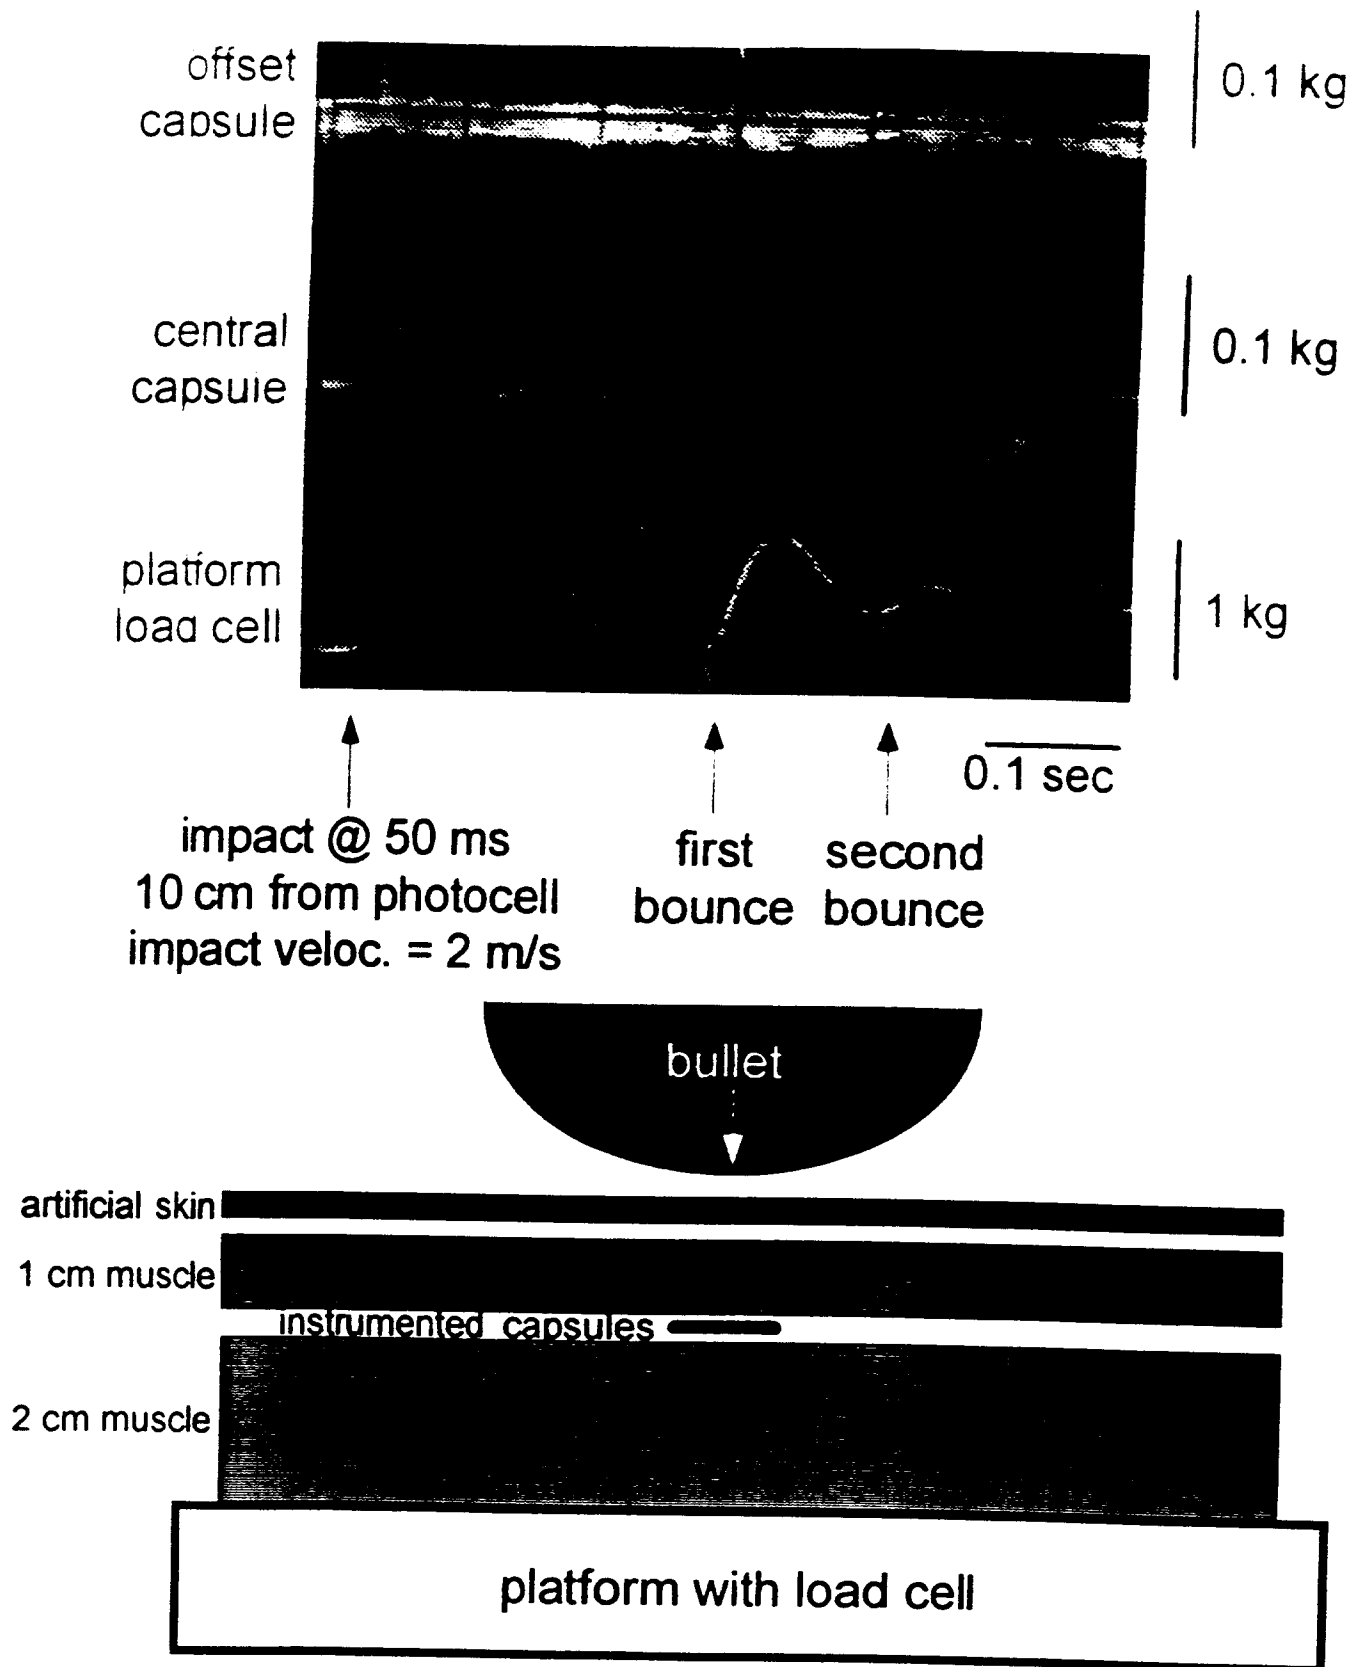 offset
capsule
0.1 kg
central
capsule
0.1 kg
platform
load cell
1 kg
0.1 sec
impact @ 50 ms
10 cm from photocell
impact veloc. = 2 m/s
first
bounce
second
bounce
bullet
artificial skin
1 cm muscle
instrumented capsules
2 cm muscle
platform with load cell